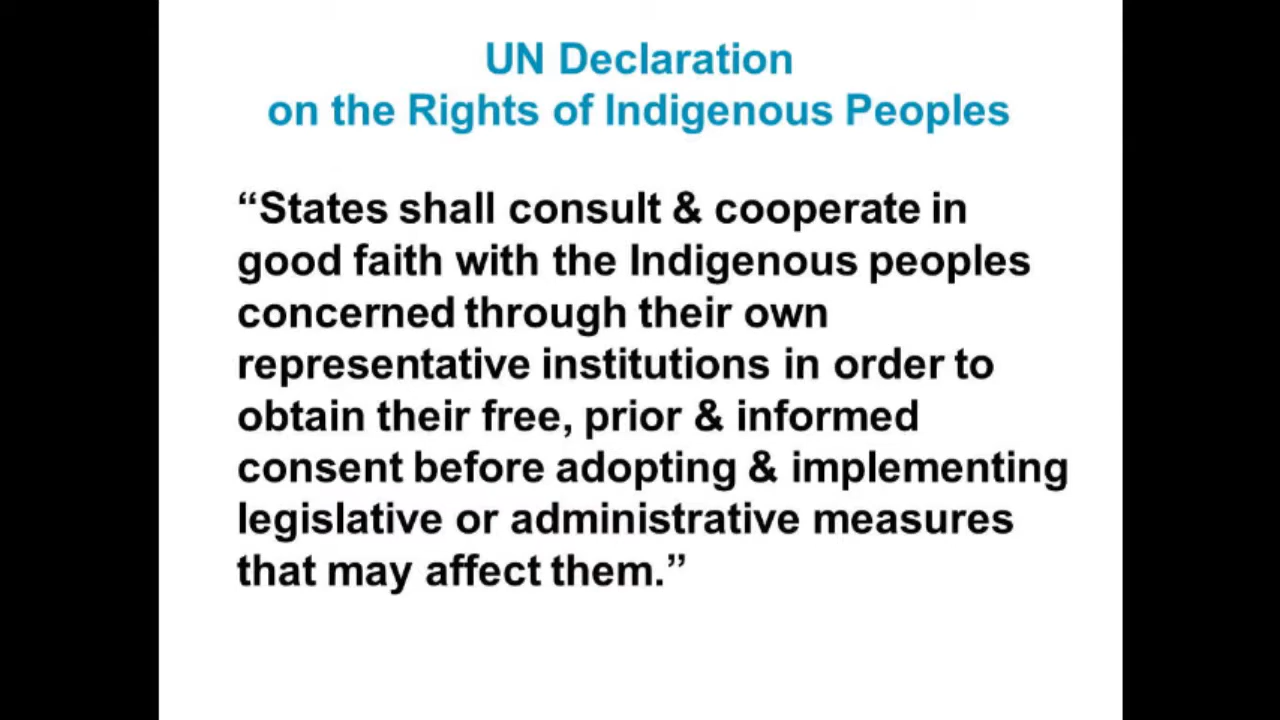 UN Declaration
on the Rights of Indigenous Peoples
“States shall consult & cooperate in
good faith with the Indigenous peoples
concerned through their own
representative institutions in order to
obtain their free, prior & informed
consent before adopting & implementing
legislative or administrative measures
that may affect them.”